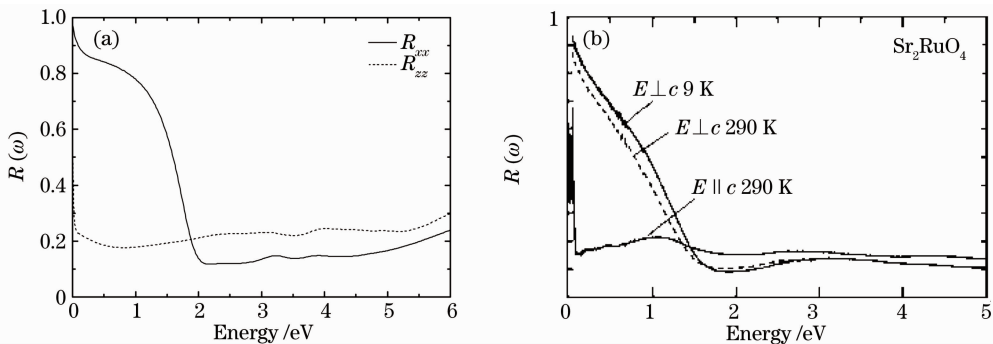 (a)
R_xx
R_zz
R (ω)
1.0
0.8
0.6
0.4
0.2
0
0 1 2 3 4 5 6
Energy /eV
(b)
Sr₂RuO₄
E⊥c 9 K
E⊥c 290 K
E ∥ c 290 K
R (ω)
1
0
0 1 2 3 4 5
Energy /eV